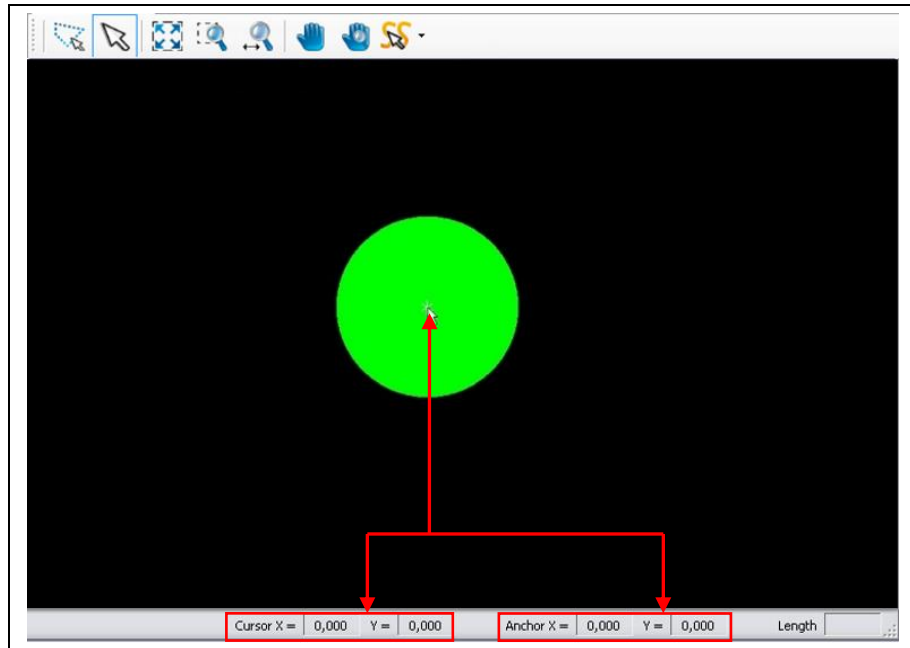 Cursor X = 0,000 Y = 0,000 Anchor X = 0,000 Y = 0,000 Length